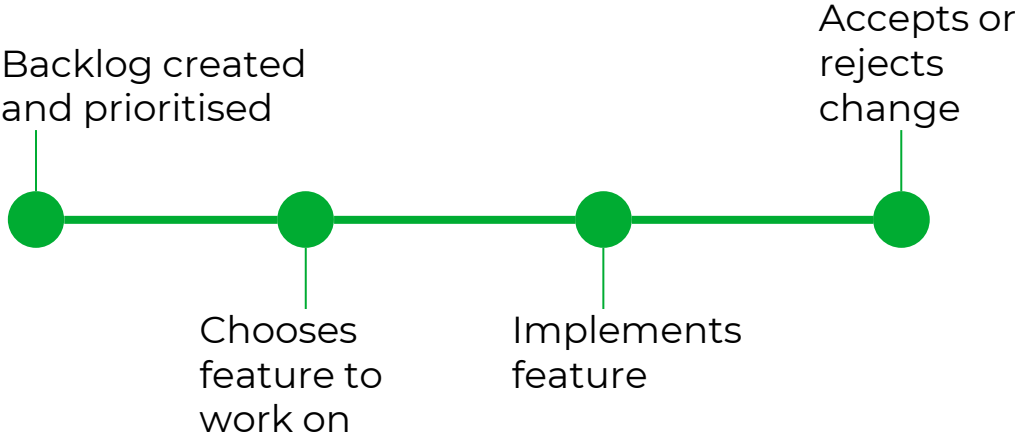 Backlog created
and prioritised
Chooses
feature to
work on
Implements
feature
Accepts or
rejects
change